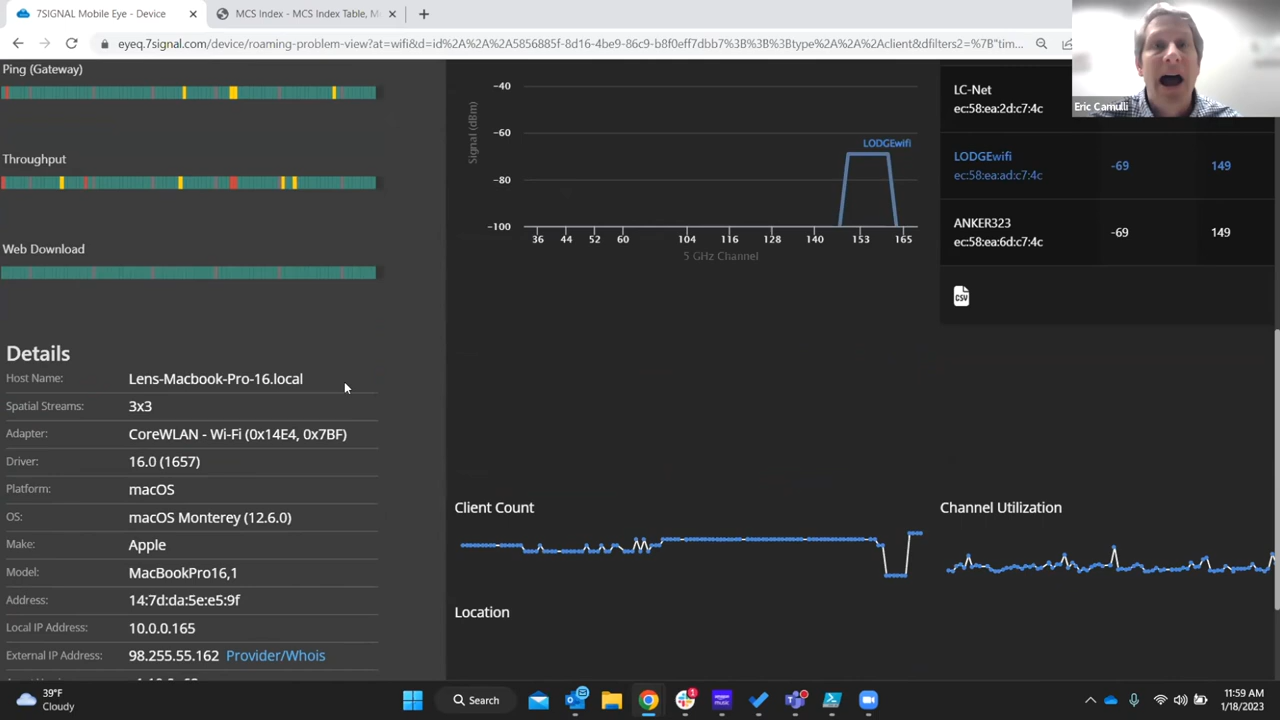 7SIGNAL Mobile Eye - Device
MCS Index - MCS Index Table, M
eyeq.7signal.com/device/roaming-problem-view?at=wifi&d=id%2A%2A%2A5856885f-8d16-4be9-86c9-b8f0eff7dbb7%3B%3B%3Btype%2A%2A%2Aclient&dfilters2=%7B"tim...
Eric Camulli
Ping (Gateway)
Throughput
Web Download
Details
Host Name: Lens-Macbook-Pro-16.local
Spatial Streams: 3x3
Adapter: CoreWLAN - Wi-Fi (0x14E4, 0x7BF)
Driver: 16.0 (1657)
Platform: macOS
OS: macOS Monterey (12.6.0)
Make: Apple
Model: MacBookPro16,1
Address: 14:7d:da:5e:e5:9f
Local IP Address: 10.0.0.165
External IP Address: 98.255.55.162 Provider/Whois
Signal (dBm)
-40
-60
-80
-100
LODGEwifi
36 44 52 60 104 116 128 140 153 165
5 GHz Channel
LC-Net
ec:58:ea:2d:c7:4c
LODGEwifi
ec:58:ea:ad:c7:4c
-69 149
ANKER323
ec:58:ea:6d:c7:4c
-69 149
CSV
Client Count
Channel Utilization
Location
39°F
Cloudy
Search
amazon
music
1
11:59 AM
1/18/2023